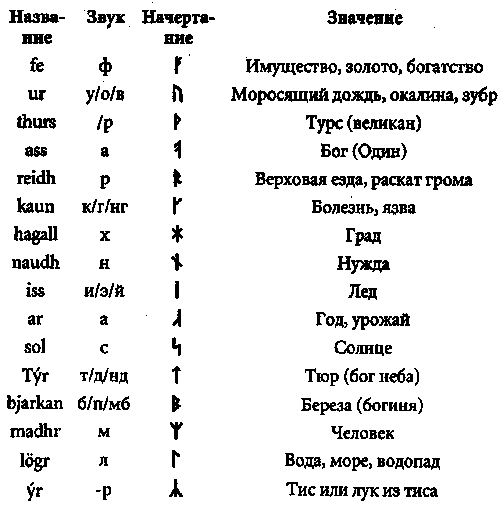 Назва- Звук Начерта- Значение
ние ние
fe ф ᚠ Имущество, золото, богатство
ur у/о/в ᚢ Моросящий дождь, окалина, зубр
thurs /р ᚦ Турс (великан)
ass а ᛆ Бог (Один)
reidh р ᚱ Верховая езда, раскат грома
kaun к/г/нг ᚴ Болезнь, язва
hagall х ᚼ Град
naudh н ᚾ Нужда
iss и/э/й ᛁ Лед
ar а ᛅ Год, урожай
sol с ᛋ Солнце
Týr т/д/нд ᛏ Тюр (бог неба)
bjarkan б/п/мб ᛒ Береза (богиня)
madhr м ᛉ Человек
lögr л ᛚ Вода, море, водопад
ýr -р ᛦ Тис или лук из тиса